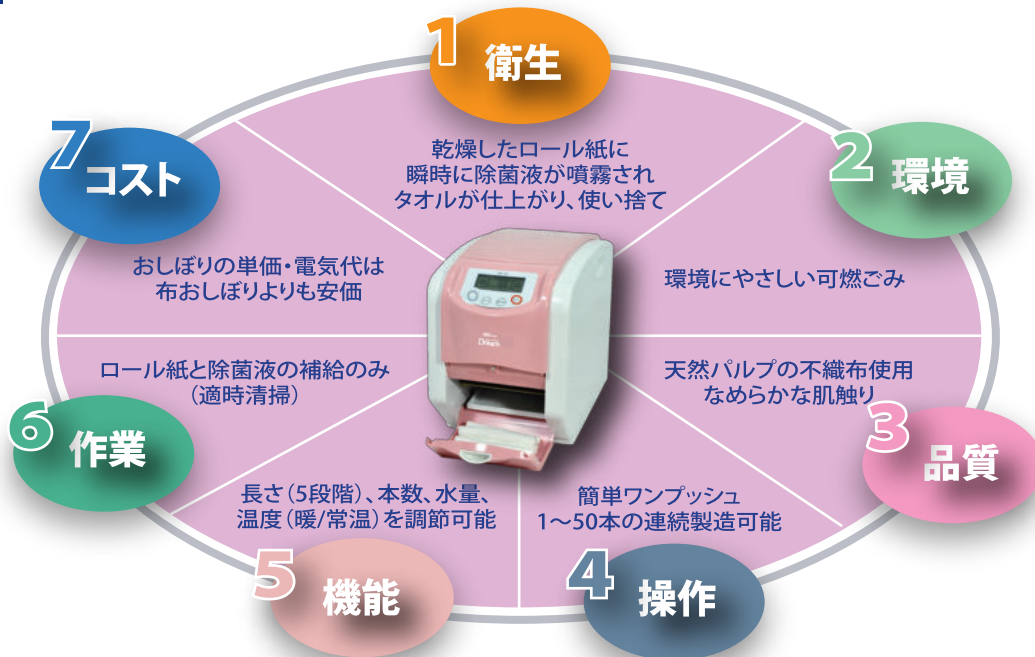 1 衛生
乾燥したロール紙に
瞬時に除菌液が噴霧され
タオルが仕上がり、使い捨て
2 環境
環境にやさしい可燃ごみ
3 品質
天然パルプの不織布使用
なめらかな肌触り
4 操作
簡単ワンプッシュ
1～50本の連続製造可能
5 機能
長さ（5段階）、本数、水量、
温度（暖/常温）を調節可能
6 作業
ロール紙と除菌液の補給のみ
（適時清掃）
7 コスト
おしぼりの単価・電気代は
布おしぼりよりも安価